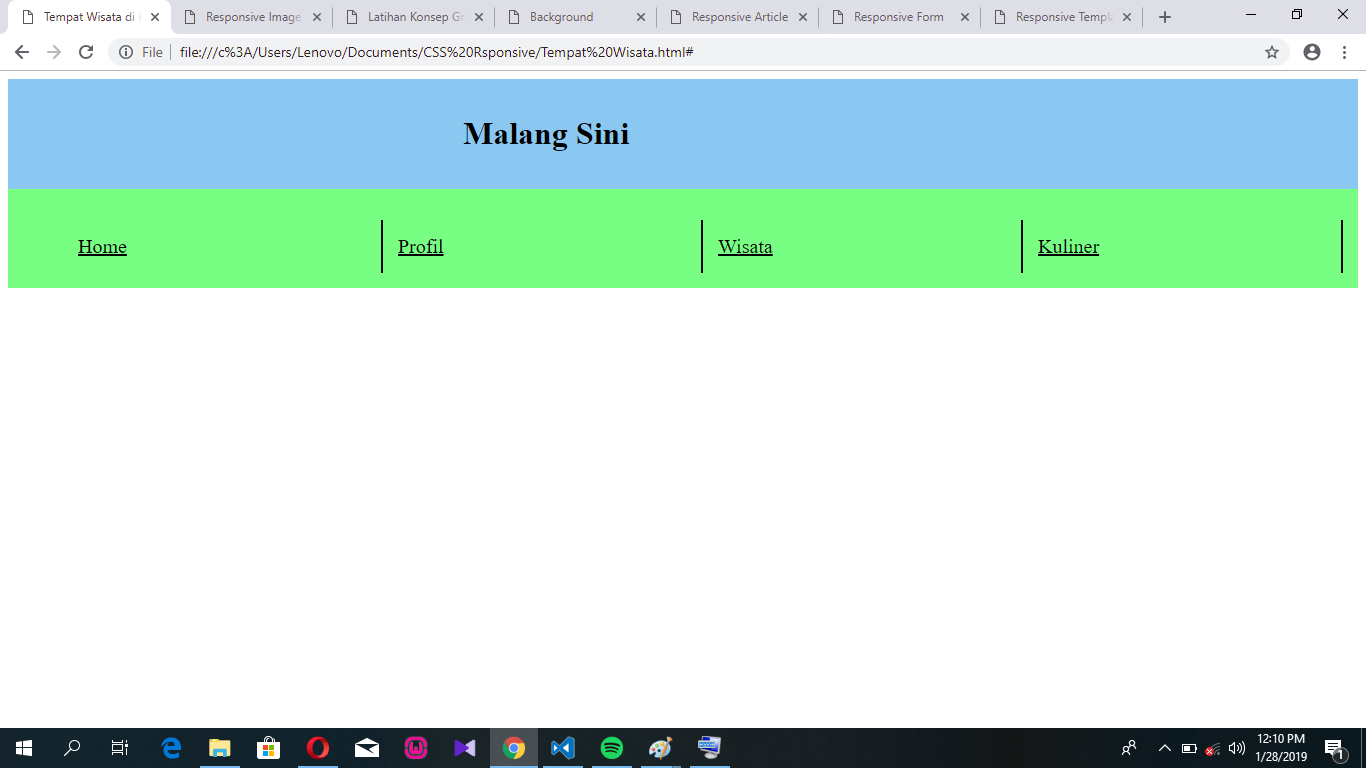 Tempat Wisata di
Responsive Image
Latihan Konsep Gr
Background
Responsive Article
Responsive Form
Responsive Templa
File
file:///c%3A/Users/Lenovo/Documents/CSS%20Rsponsive/Tempat%20Wisata.html#
Malang Sini
Home
Profil
Wisata
Kuliner
12:10 PM
1/28/2019
1